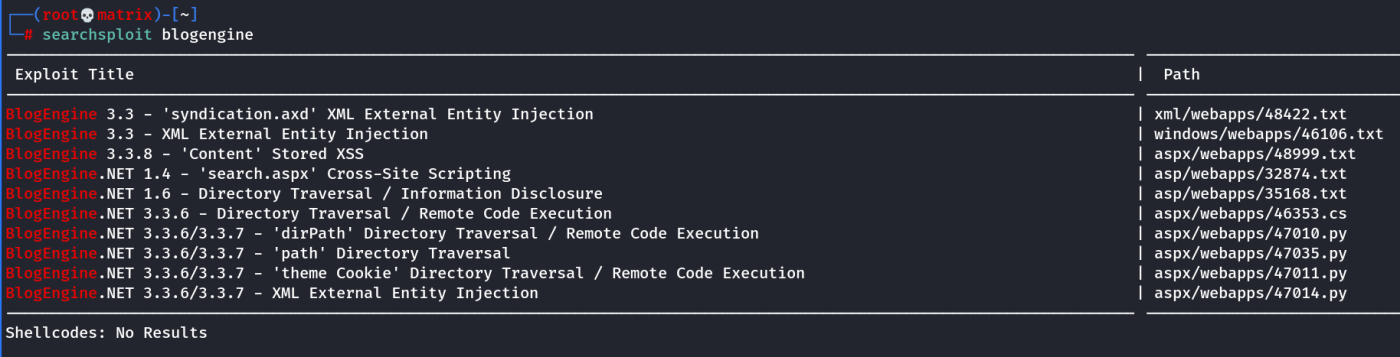 ┌──(root💀matrix)-[~]
└─# searchsploit blogengine
Exploit Title | Path
BlogEngine 3.3 - 'syndication.axd' XML External Entity Injection | xml/webapps/48422.txt
BlogEngine 3.3 - XML External Entity Injection | windows/webapps/46106.txt
BlogEngine 3.3.8 - 'Content' Stored XSS | aspx/webapps/48999.txt
BlogEngine.NET 1.4 - 'search.aspx' Cross-Site Scripting | asp/webapps/32874.txt
BlogEngine.NET 1.6 - Directory Traversal / Information Disclosure | asp/webapps/35168.txt
BlogEngine.NET 3.3.6 - Directory Traversal / Remote Code Execution | aspx/webapps/46353.cs
BlogEngine.NET 3.3.6/3.3.7 - 'dirPath' Directory Traversal / Remote Code Execution | aspx/webapps/47010.py
BlogEngine.NET 3.3.6/3.3.7 - 'path' Directory Traversal | aspx/webapps/47035.py
BlogEngine.NET 3.3.6/3.3.7 - 'theme Cookie' Directory Traversal / Remote Code Execution | aspx/webapps/47011.py
BlogEngine.NET 3.3.6/3.3.7 - XML External Entity Injection | aspx/webapps/47014.py
Shellcodes: No Results